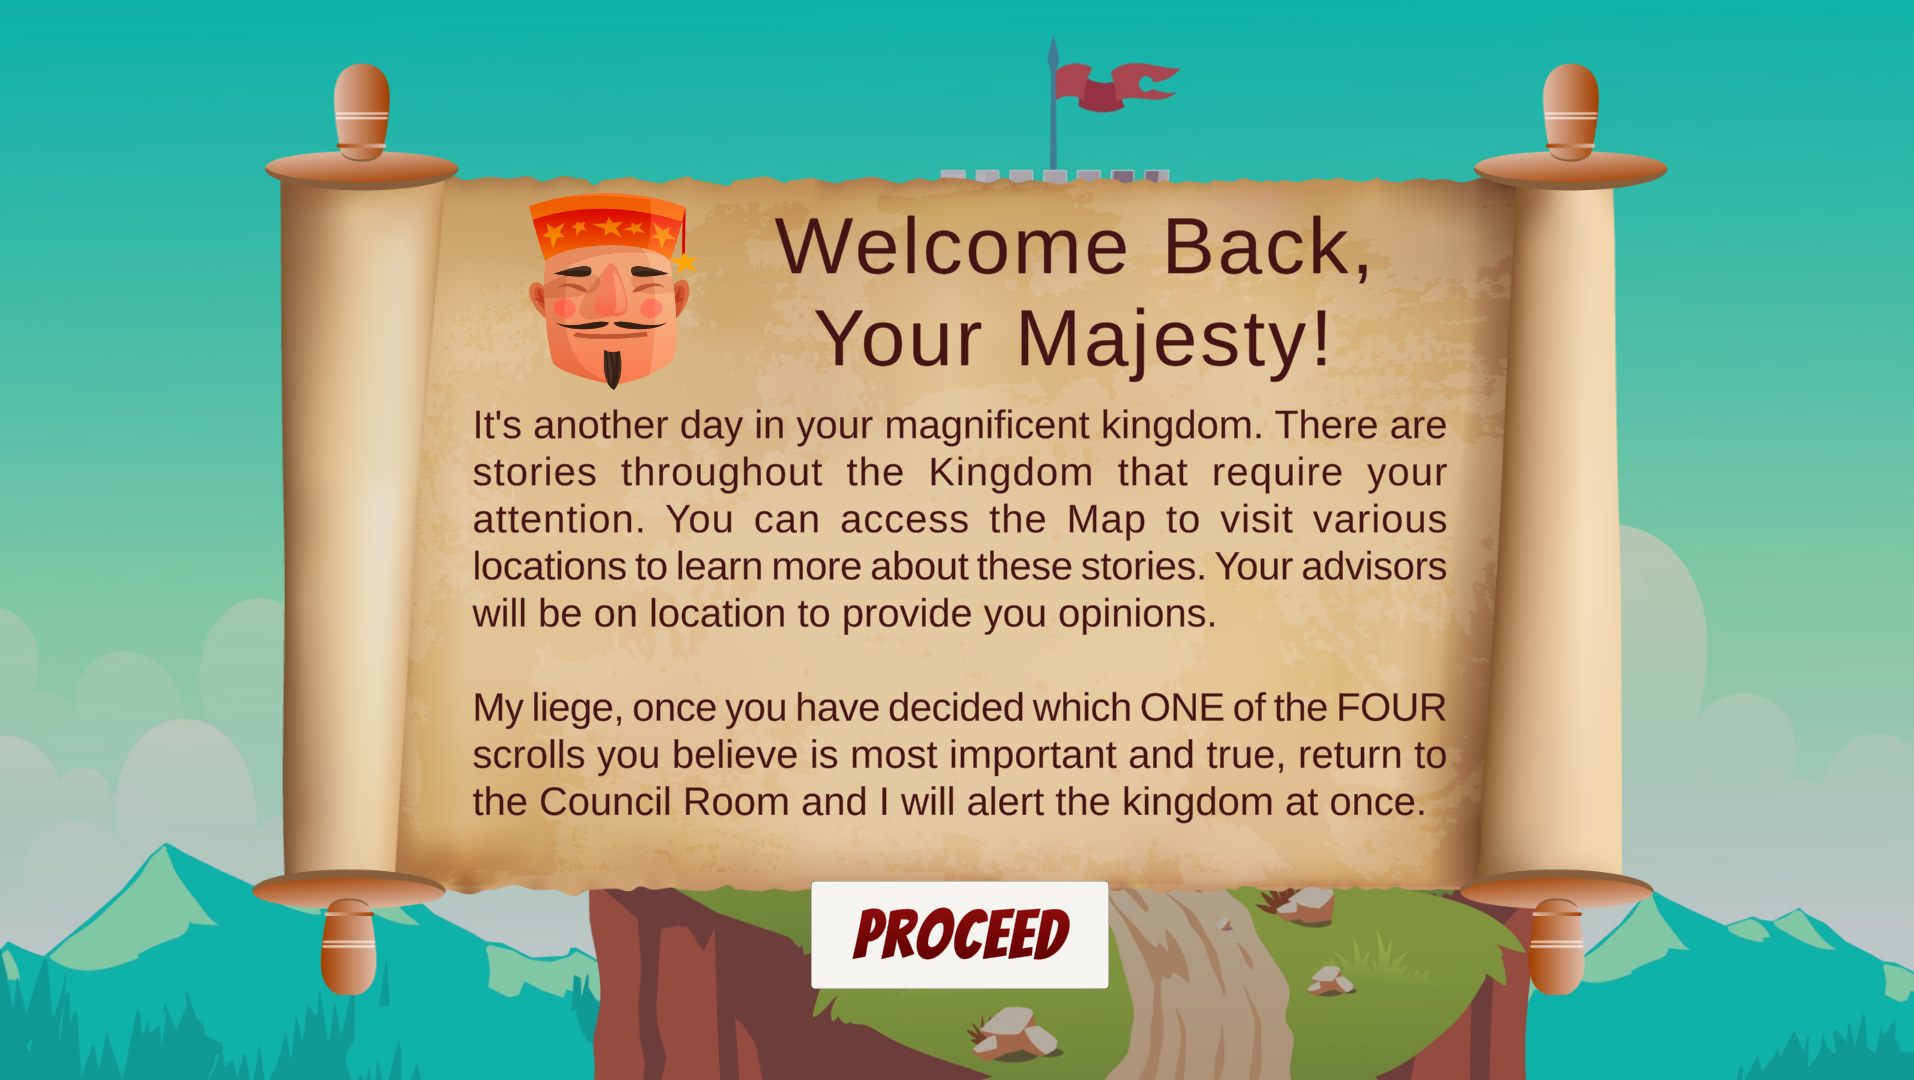 Welcome Back,
Your Majesty!
It's another day in your magnificent kingdom. There are
stories throughout the Kingdom that require your
attention. You can access the Map to visit various
locations to learn more about these stories. Your advisors
will be on location to provide you opinions.
My liege, once you have decided which ONE of the FOUR
scrolls you believe is most important and true, return to
the Council Room and I will alert the kingdom at once.
PROCEED